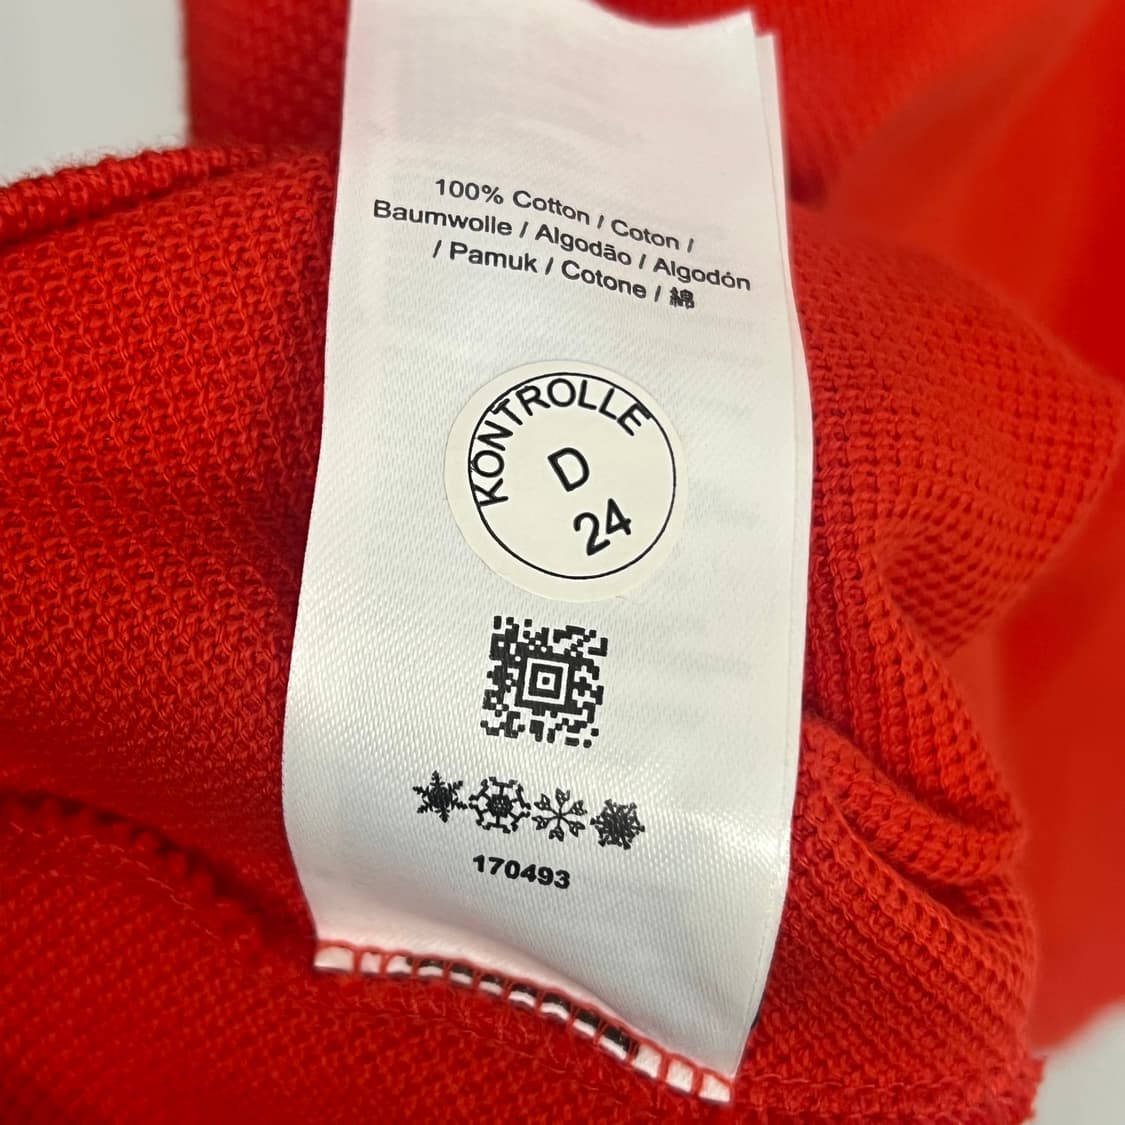 100% Cotton / Coton /
Baumwolle / Algodão / Algodón
/ Pamuk / Cotone / 綿
KONTROLLE
D
24
170493